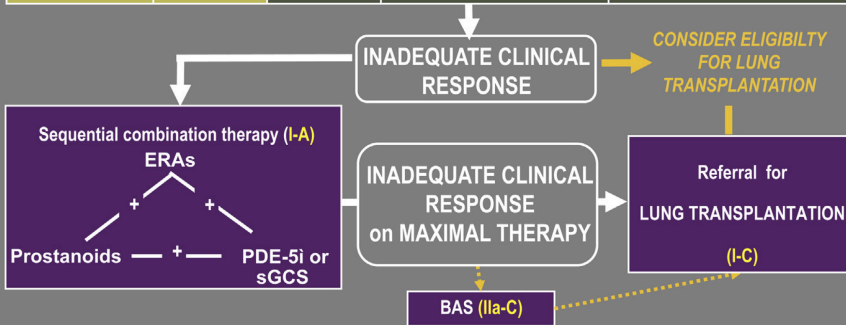 INADEQUATE CLINICAL
RESPONSE
CONSIDER ELIGIBILTY
FOR LUNG
TRANSPLANTATION
Sequential combination therapy (I-A)
ERAs
+
+
Prostanoids
+
PDE-5ì or
sGCS
INADEQUATE CLINICAL
RESPONSE
on MAXIMAL THERAPY
Referral for
LUNG TRANSPLANTATION
(I-C)
BAS (IIa-C)